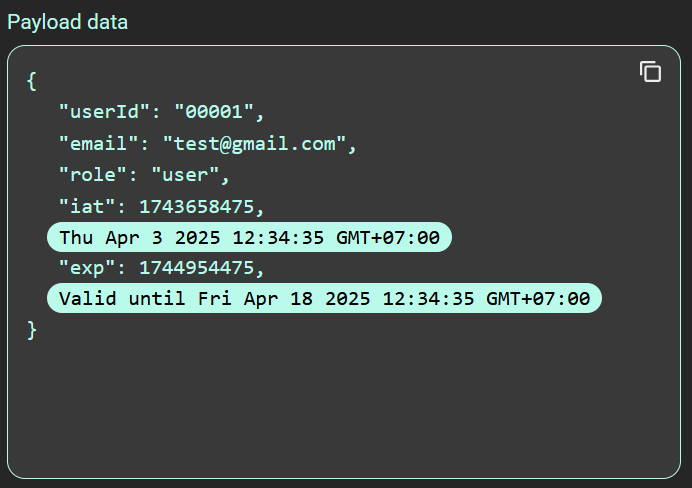 Payload data
{
"userId": "00001",
"email": "test@gmail.com",
"role": "user",
"iat": 1743658475,
Thu Apr 3 2025 12:34:35 GMT+07:00
"exp": 1744954475,
Valid until Fri Apr 18 2025 12:34:35 GMT+07:00
}